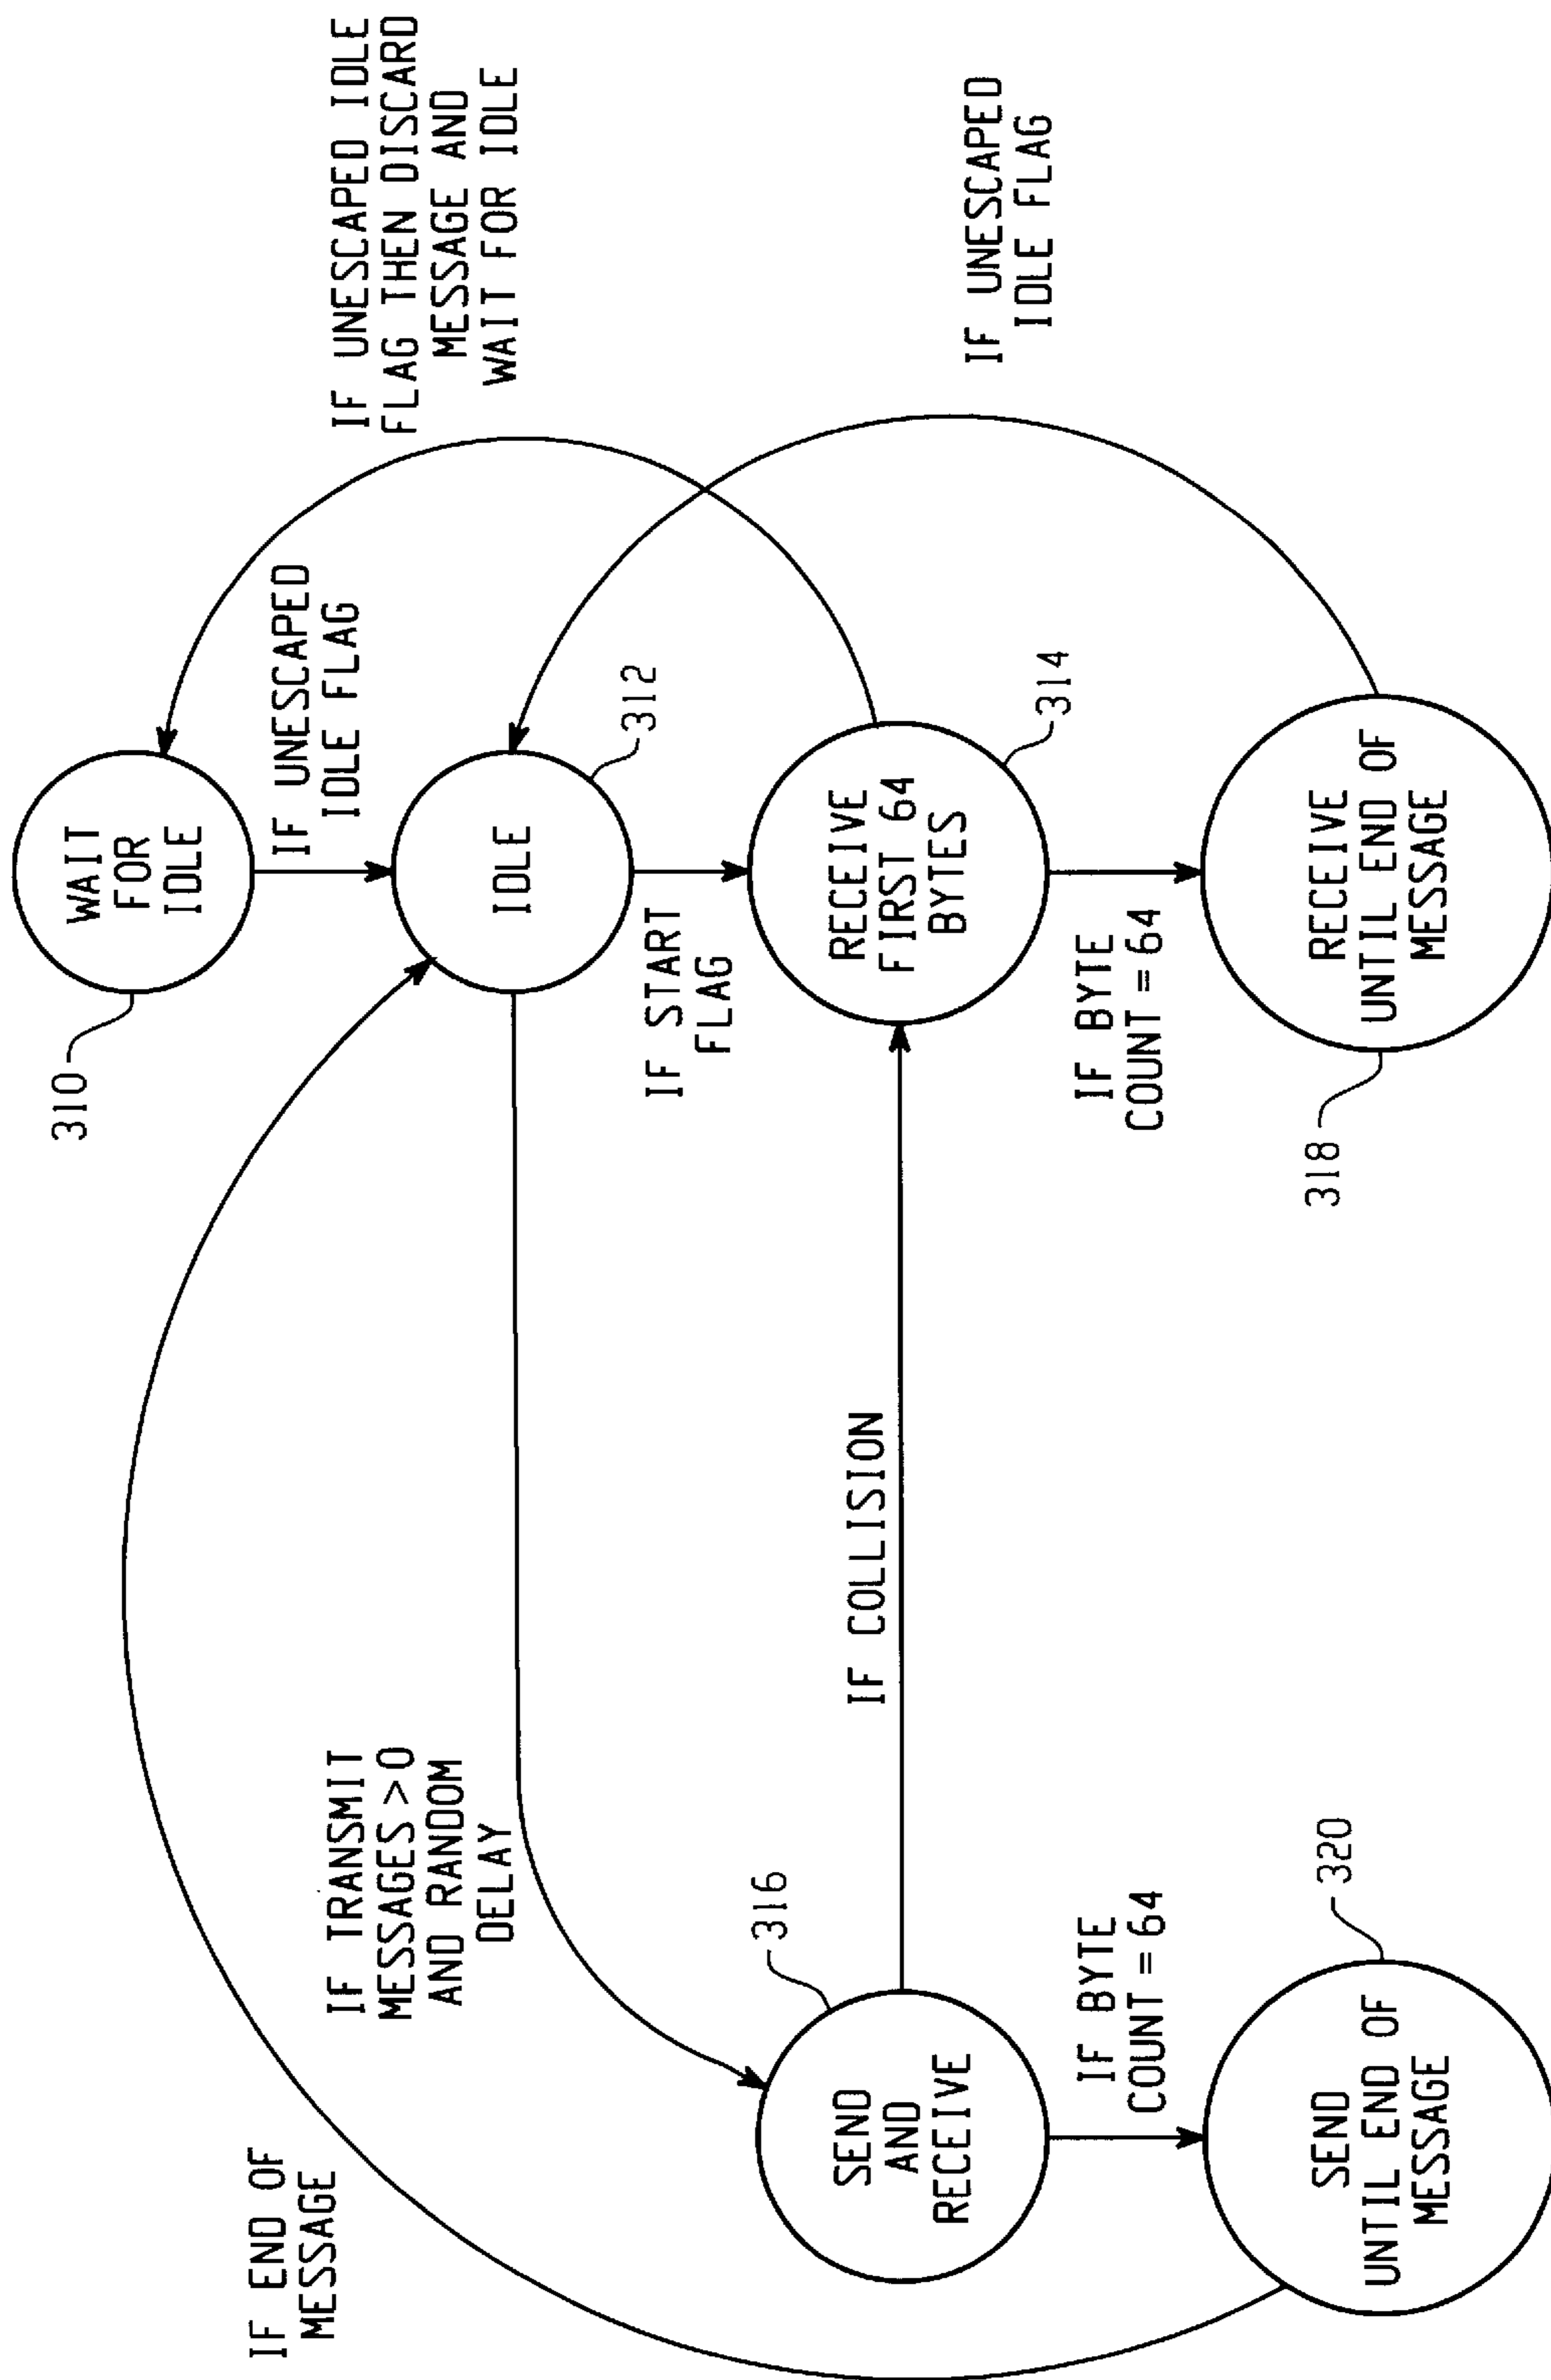 310
WAIT
FOR
IDLE
IF UNESCAPED IDLE
FLAG THEN DISCARD
MESSAGE AND
WAIT FOR IDLE
IF UNESCAPED
IDLE FLAG
IF END OF
MESSAGE
IF TRANSMIT
MESSAGES >0
AND RANDOM
DELAY
IDLE
312
IF START
FLAG
316
SEND
AND
RECEIVE
IF COLLISION
RECEIVE
FIRST 64
BYTES
314
IF UNESCAPED
IDLE FLAG
IF BYTE
COUNT = 64
IF BYTE
COUNT = 64
320
SEND
UNTIL END OF
MESSAGE
318
RECEIVE
UNTIL END OF
MESSAGE